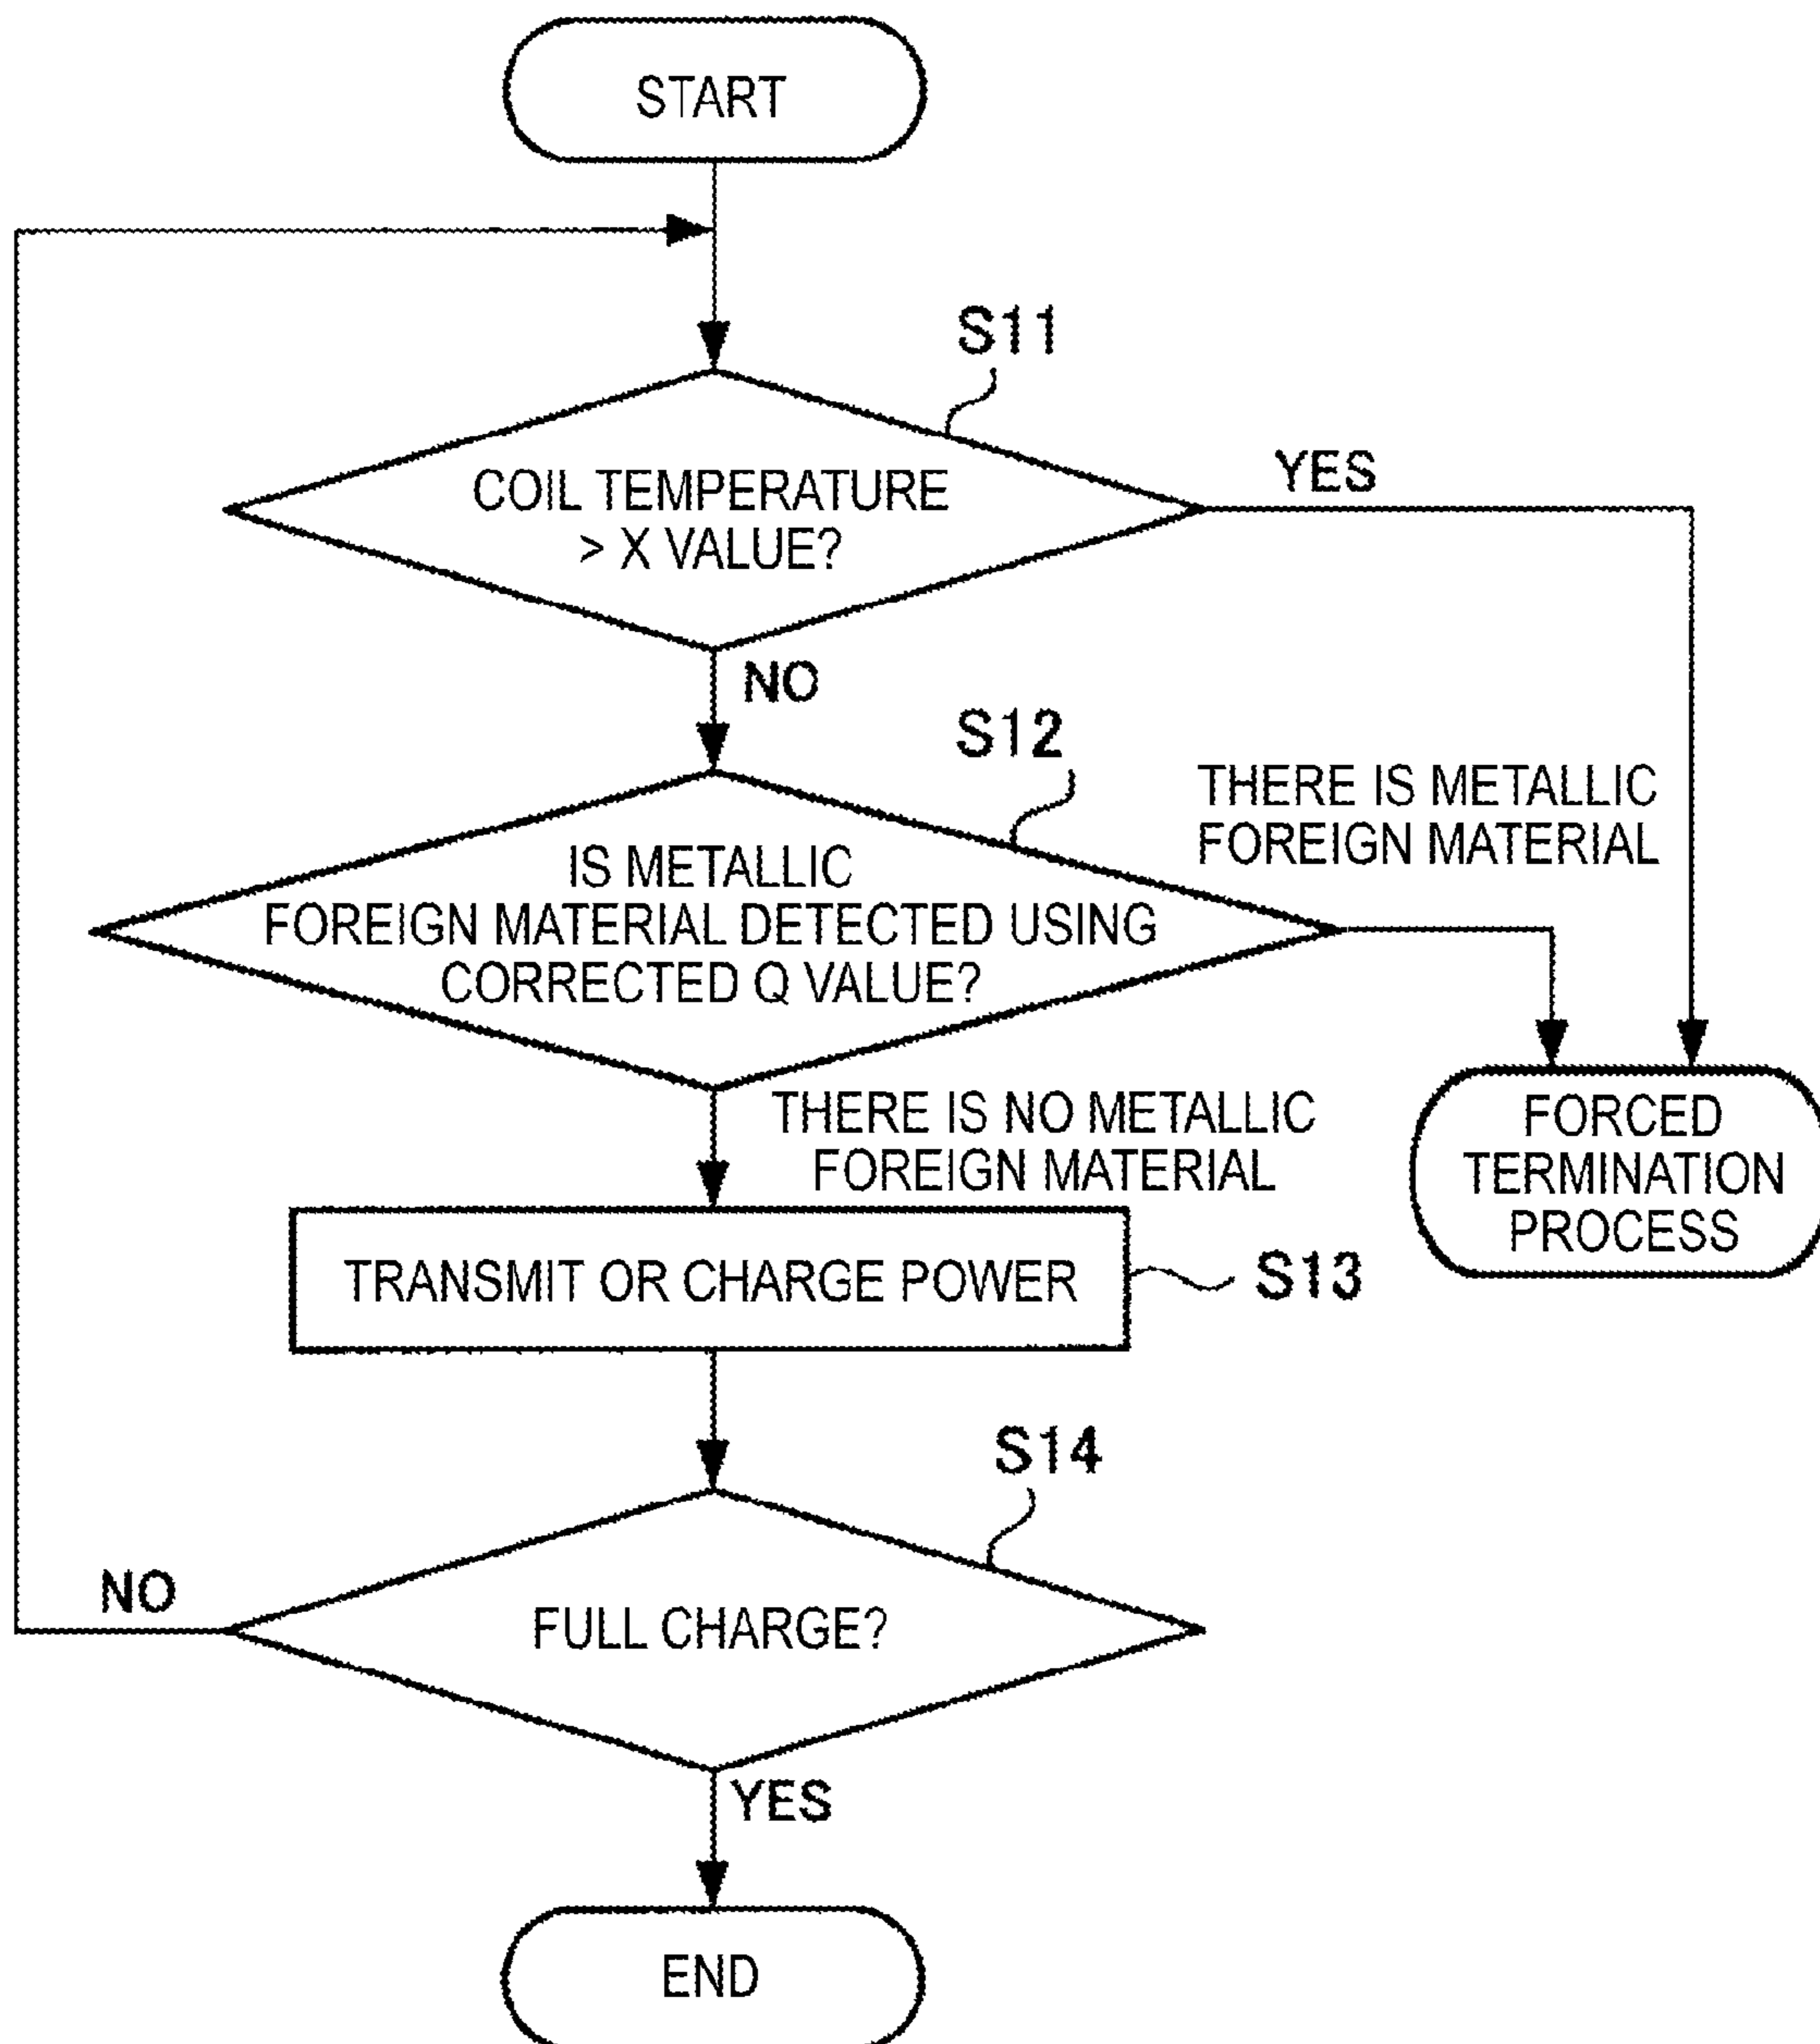 START
S11
COIL TEMPERATURE
> X VALUE?
YES
NO
S12
THERE IS METALLIC
FOREIGN MATERIAL
IS METALLIC
FOREIGN MATERIAL DETECTED USING
CORRECTED Q VALUE?
THERE IS NO METALLIC
FOREIGN MATERIAL
FORCED
TERMINATION
PROCESS
TRANSMIT OR CHARGE POWER
S13
S14
NO
FULL CHARGE?
YES
END